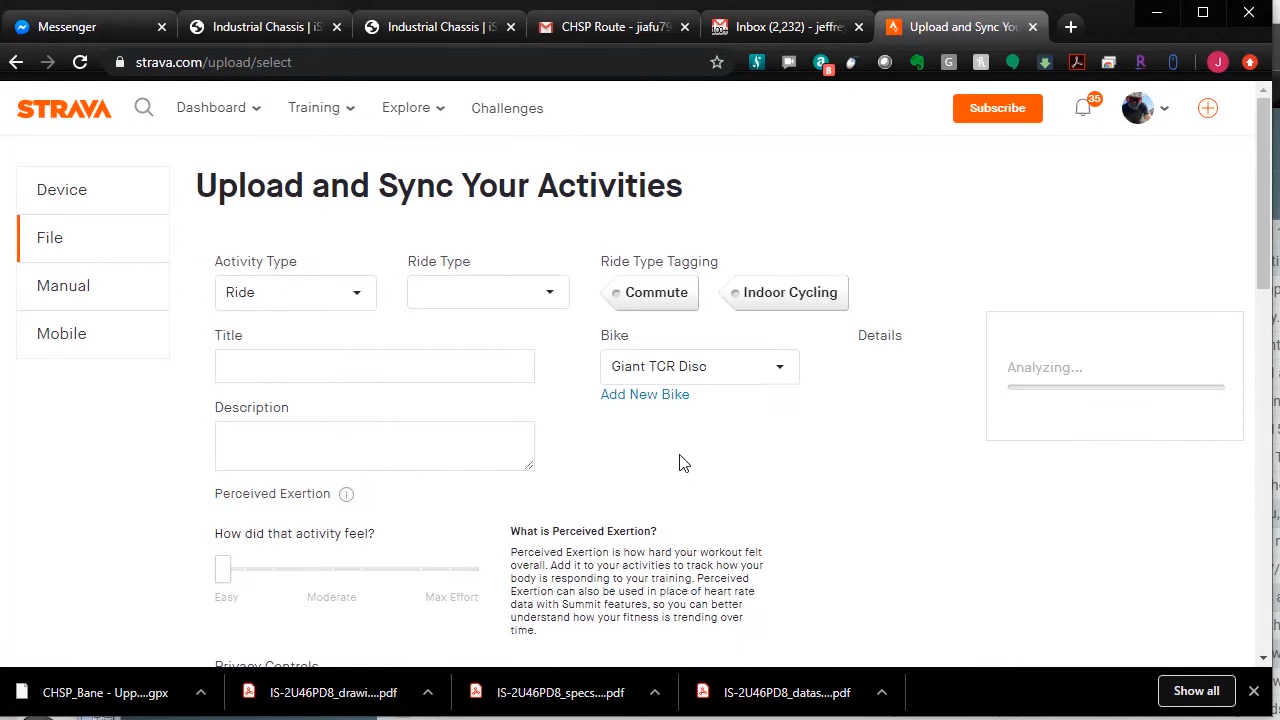 Messenger
Industrial Chassis | iS
Industrial Chassis | iS
CHSP Route - jiafu79
Inbox (2,232) - jeffrey
Upload and Sync You
strava.com/upload/select
8
J
STRAVA
Dashboard
Training
Explore
Challenges
Subscribe
35
Device
File
Manual
Mobile
Upload and Sync Your Activities
Activity Type
Ride Type
Ride Type Tagging
Ride
Commute
Indoor Cycling
Title
Bike
Details
Giant TCR Disc
Analyzing...
Add New Bike
Description
Perceived Exertion
How did that activity feel?
Easy
Moderate
Max Effort
What is Perceived Exertion?
Perceived Exertion is how hard your workout felt
overall. Add it to your activities to track how your
body is responding to your training. Perceived
Exertion can also be used in place of heart rate
data with Summit features, so you can better
understand how your fitness is trending over
time.
Privacy Controls
CHSP_Bane - Upp....gpx
IS-2U46PD8_drawi....pdf
IS-2U46PD8_specs....pdf
IS-2U46PD8_datas....pdf
Show all